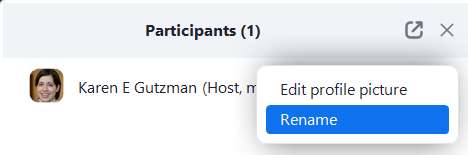 Participants (1)
Karen E Gutzman (Host, m
Edit profile picture
Rename